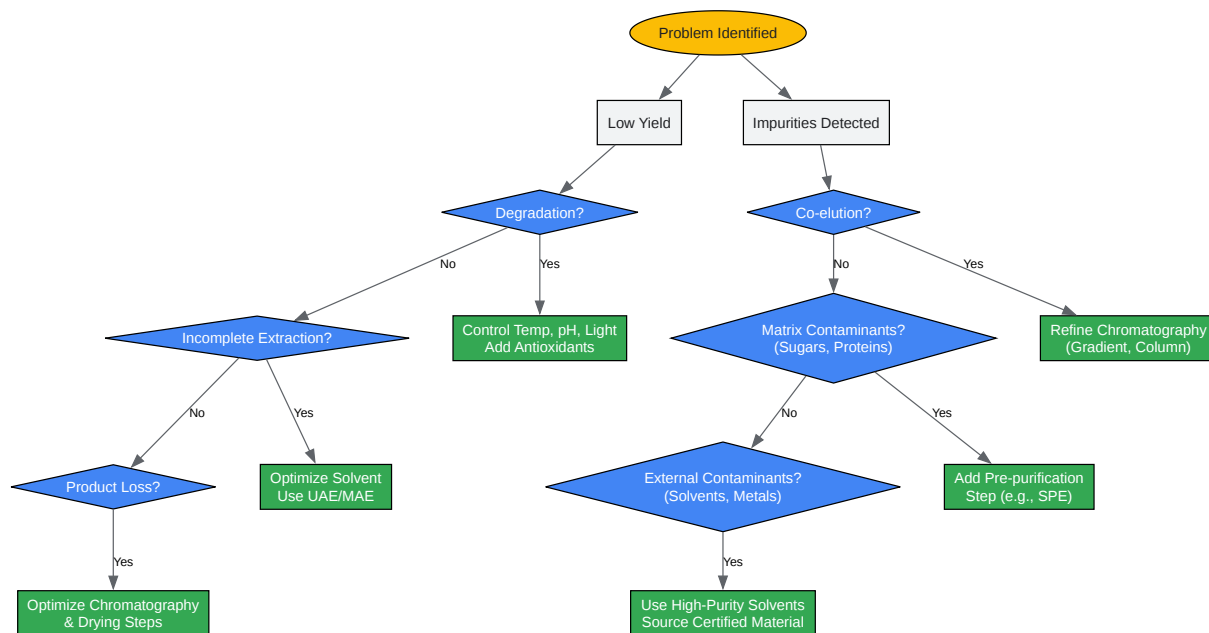 Problem Identified
Low Yield
Impurities Detected
Degradation?
Co-elution?
No
Yes
No
Yes
Incomplete Extraction?
Control Temp, pH, Light
Add Antioxidants
Matrix Contaminants?
(Sugars, Proteins)
Refine Chromatography
(Gradient, Column)
No
Yes
No
Yes
Product Loss?
Optimize Solvent
Use UAE/MAE
External Contaminants?
(Solvents, Metals)
Add Pre-purification
Step (e.g., SPE)
Yes
Yes
Optimize Chromatography
& Drying Steps
Use High-Purity Solvents
Source Certified Material